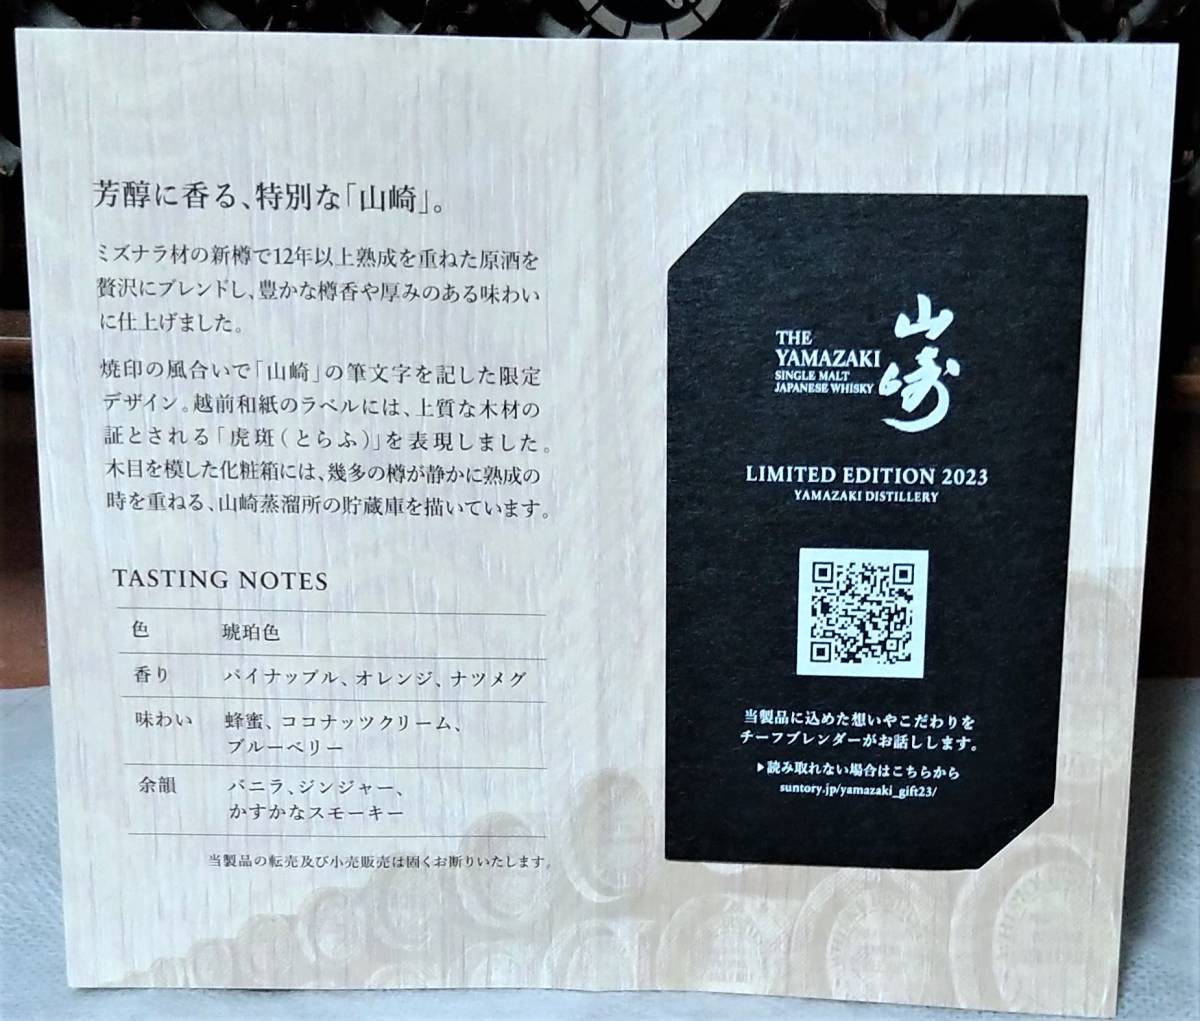 芳醇に香る、特別な「山崎」。
ミズナラ材の新樽で12年以上熟成を重ねた原酒を
贅沢にブレンドし、豊かな樽香や厚みのある味わい
に仕上げました。
焼印の風合いで「山崎」の筆文字を記した限定
デザイン。越前和紙のラベルには、上質な木材の
証とされる「虎斑(とらふ)」を表現しました。
木目を模した化粧箱には、幾多の樽が静かに熟成の
時を重ねる、山崎蒸溜所の貯蔵庫を描いています。
TASTING NOTES
色 琥珀色
香り パイナップル、オレンジ、ナツメグ
味わい 蜂蜜、ココナッツクリーム、
ブルーベリー
余韻 バニラ、ジンジャー、
かすかなスモーキー
当製品の転売及び小売販売は固くお断りいたします。
THE
YAMAZAKI
SINGLE MALT
JAPANESE WHISKY
山崎
LIMITED EDITION 2023
YAMAZAKI DISTILLERY
当製品に込めた想いやこだわりを
チーフブレンダーがお話しします。
▶読み取れない場合はこちらから
suntory.jp/yamazaki_gift23/